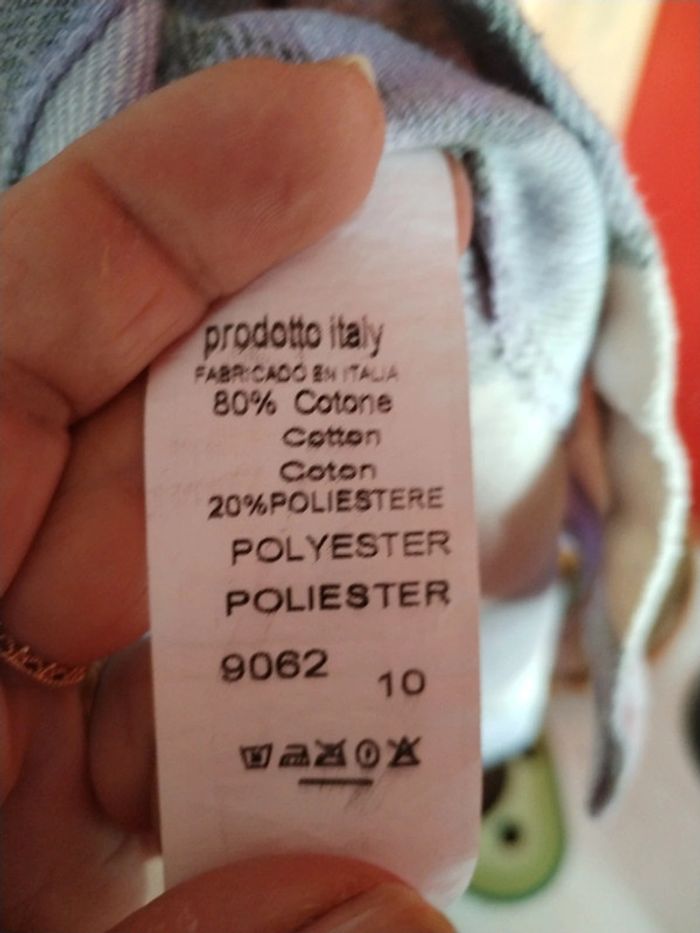 prodotto italy
FABRICADO EN ITALIA
80% Cotone
Cotton
Coton
20%POLIESTERE
POLYESTER
POLIESTER
9062
10